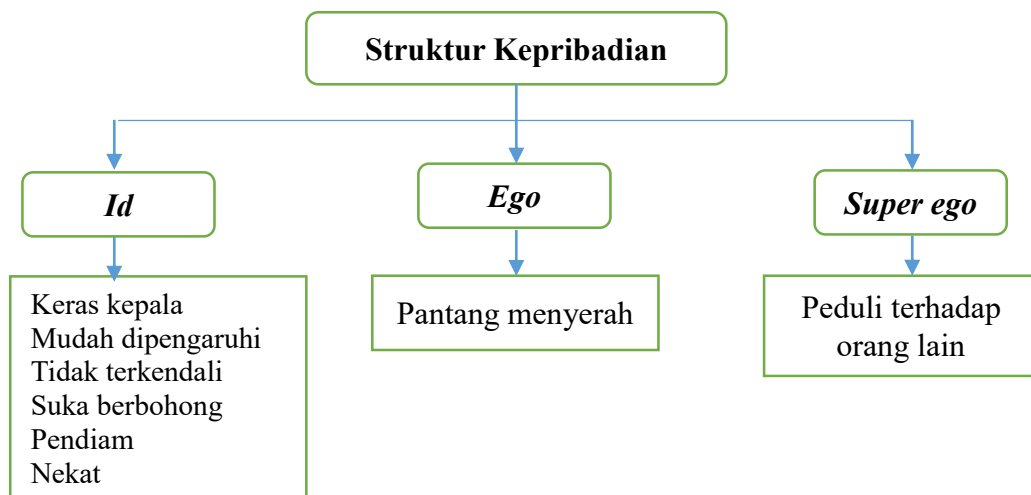 Struktur Kepribadian
Id
Ego
Super ego
Keras kepala
Mudah dipengaruhi
Tidak terkendali
Suka berbohong
Pendiam
Nekat
Pantang menyerah
Peduli terhadap
orang lain